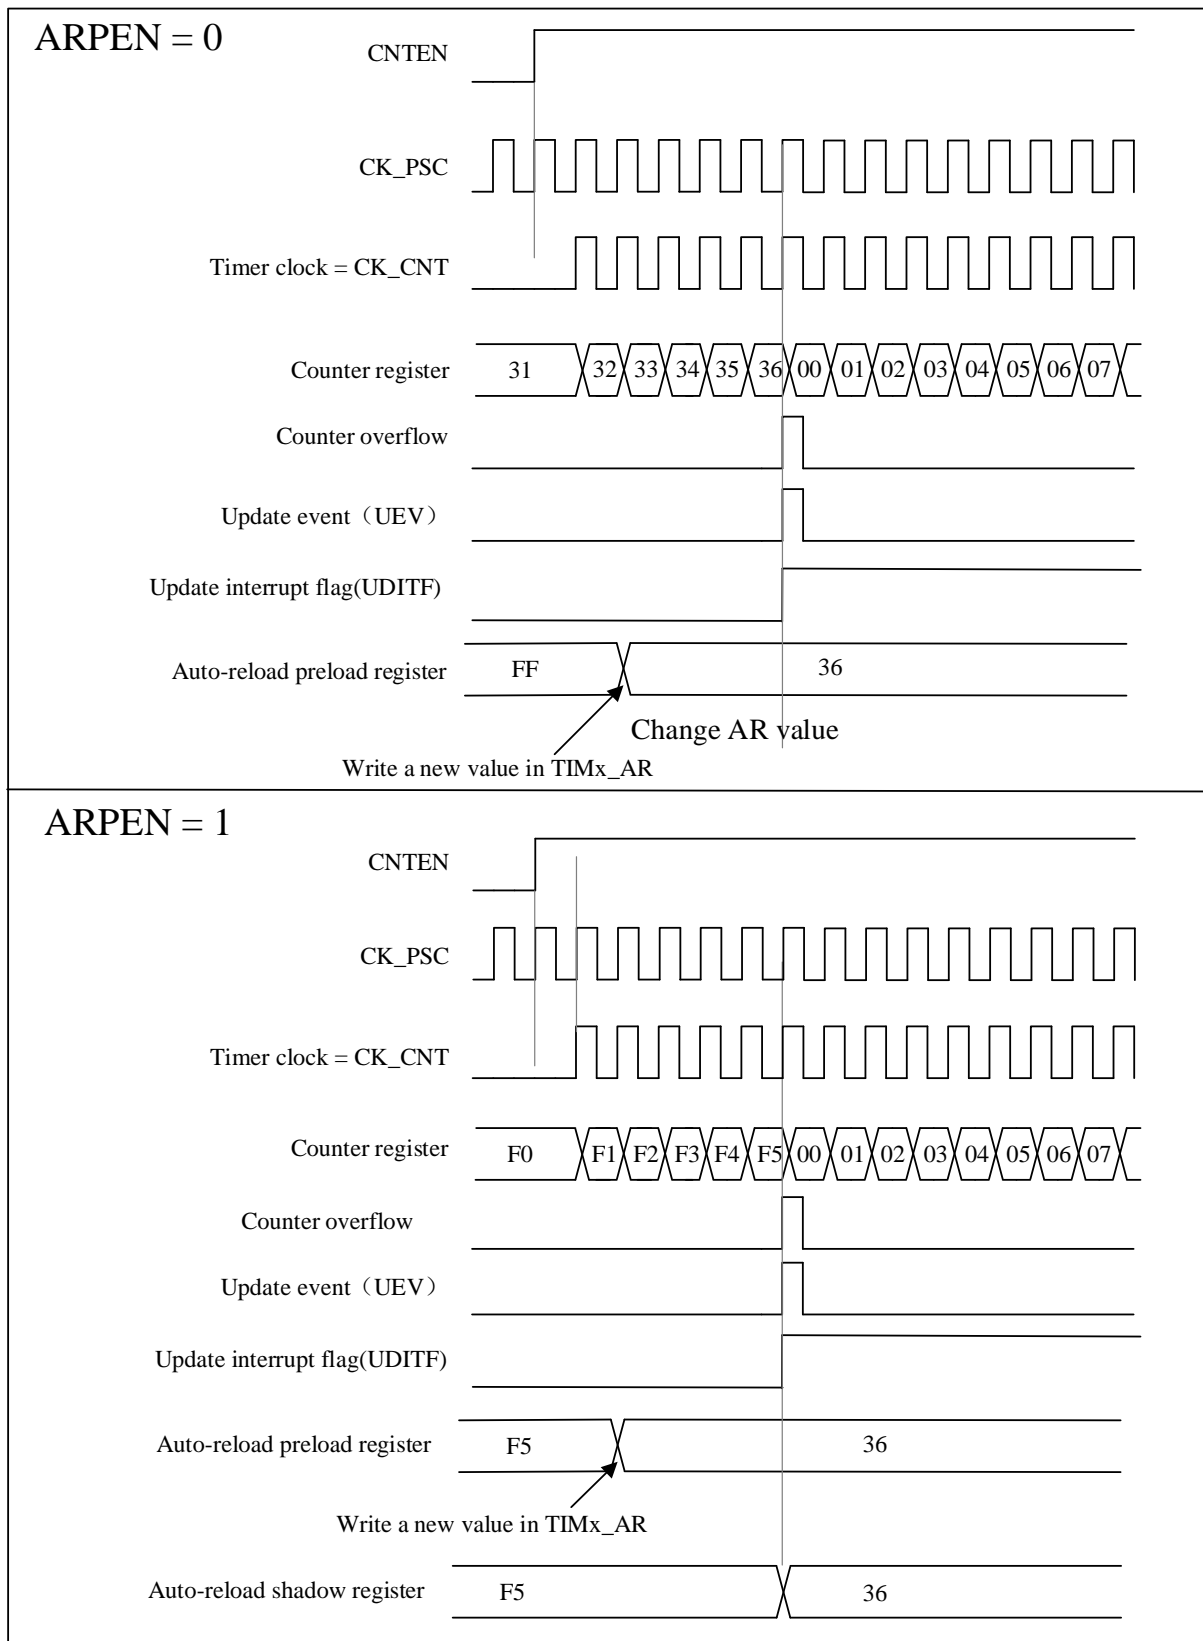 ARPEN = 0
CNTEN
CK_PSC
Timer clock = CK_CNT
Counter register 31 32 33 34 35 36 00 01 02 03 04 05 06 07
Counter overflow
Update event（UEV）
Update interrupt flag(UDITF)
Auto-reload preload register FF 36
Change AR value
Write a new value in TIMx_AR
ARPEN = 1
CNTEN
CK_PSC
Timer clock = CK_CNT
Counter register F0 F1 F2 F3 F4 F5 00 01 02 03 04 05 06 07
Counter overflow
Update event（UEV）
Update interrupt flag(UDITF)
Auto-reload preload register F5 36
Write a new value in TIMx_AR
Auto-reload shadow register F5 36